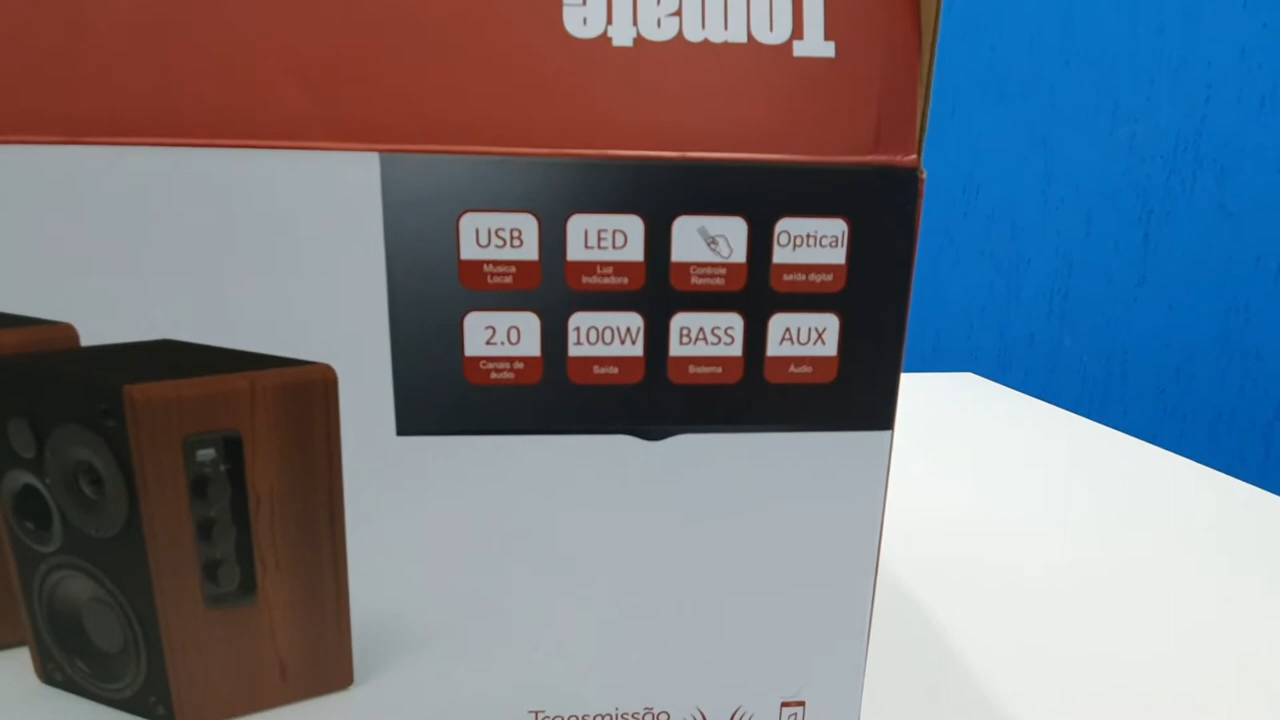 Tomate
USB
Musica
Local
LED
Luz
Indicadora
Controle
Remoto
Optical
saída digital
2.0
Canais de
áudio
100W
Saída
BASS
Sistema
AUX
Áudio
Transmissão